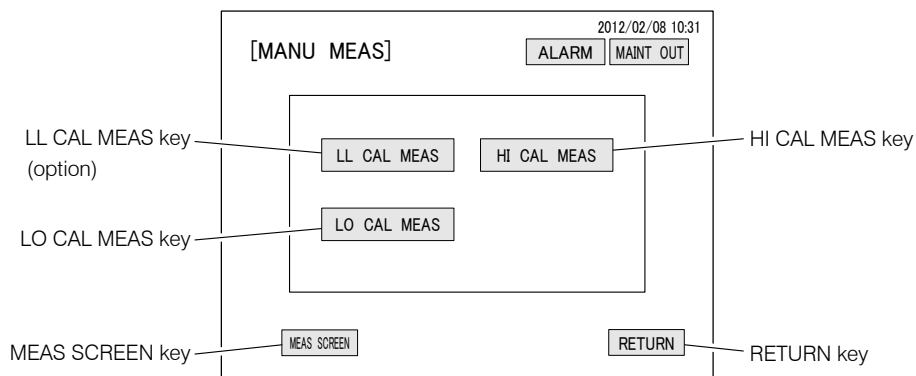 2012/02/08 10:31
[MANU MEAS]
ALARM MAINT OUT
LL CAL MEAS key
(option)
LL CAL MEAS
HI CAL MEAS
HI CAL MEAS key
LO CAL MEAS key
LO CAL MEAS
MEAS SCREEN key
MEAS SCREEN
RETURN
RETURN key